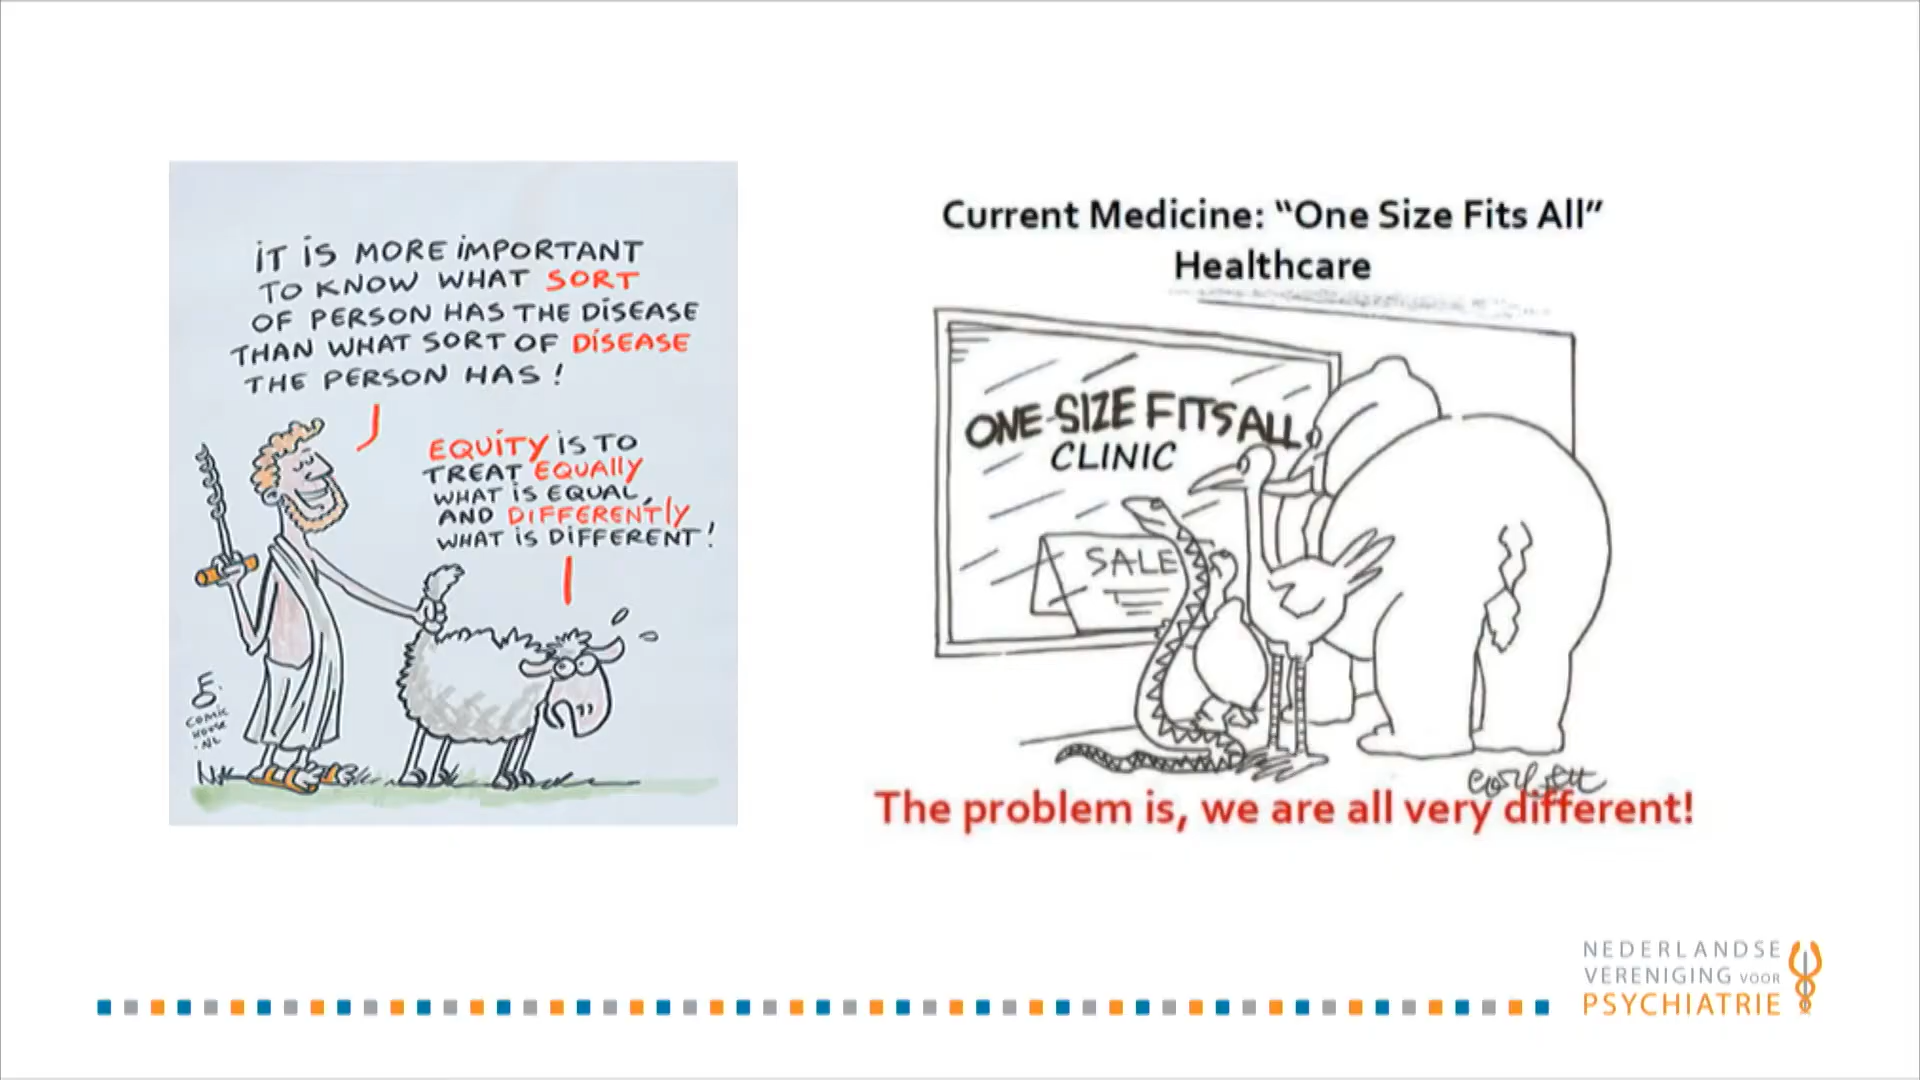 iT iS MORE iMPORTANT
TO KNOW WHAT SORT
OF PERSON HAS THE DiSEASE
THAN WHAT SORT OF DiSEASE
THE PERSON HAS!
EQUiTY iS TO
TREAT EQUALLY
WHAT iS EQUAL,
AND DiFFERENTLY
WHAT iS DiFFERENT!
COMiC
HOUSE
.NL
Current Medicine: “One Size Fits All”
Healthcare
ONE-SIZE FITS ALL
CLINIC
SALE
The problem is, we are all very different!
NEDERLANDSE
VERENIGING VOOR
PSYCHIATRIE